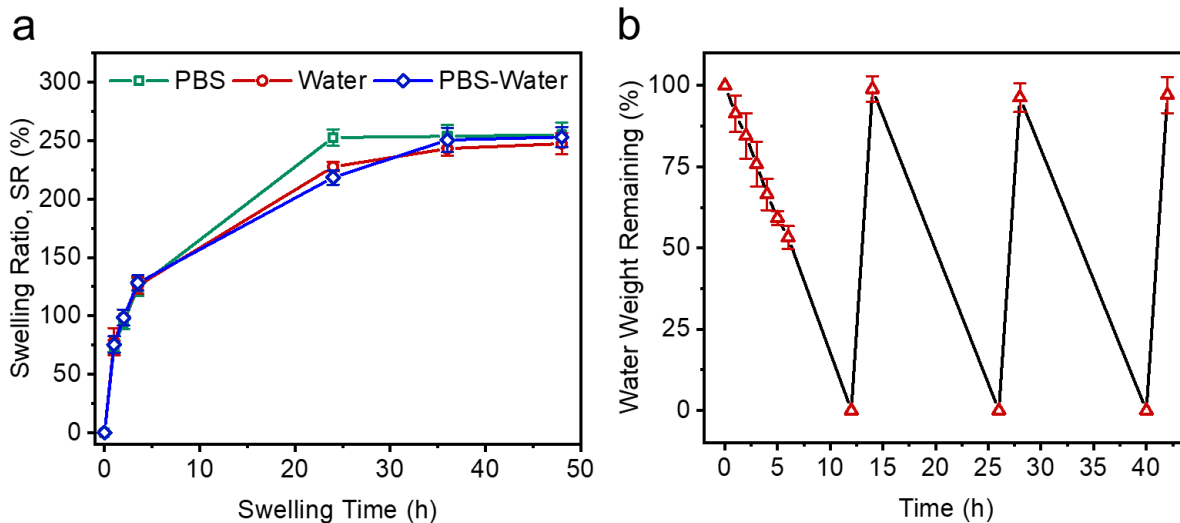 a
300
250
200
150
100
50
0
Swelling Ratio, SR (%)
PBS Water PBS-Water
0 10 20 30 40 50
Swelling Time (h)
b
100
75
50
25
0
Water Weight Remaining (%)
0 5 10 15 20 25 30 35 40
Time (h)